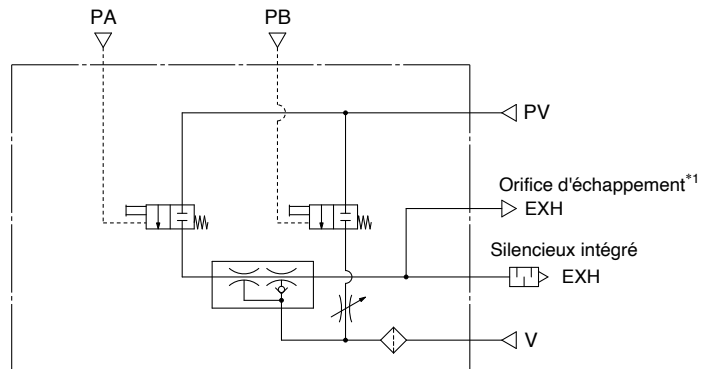 PA
PB
PV
Orifice d'échappement*1
EXH
Silencieux intégré
EXH
V